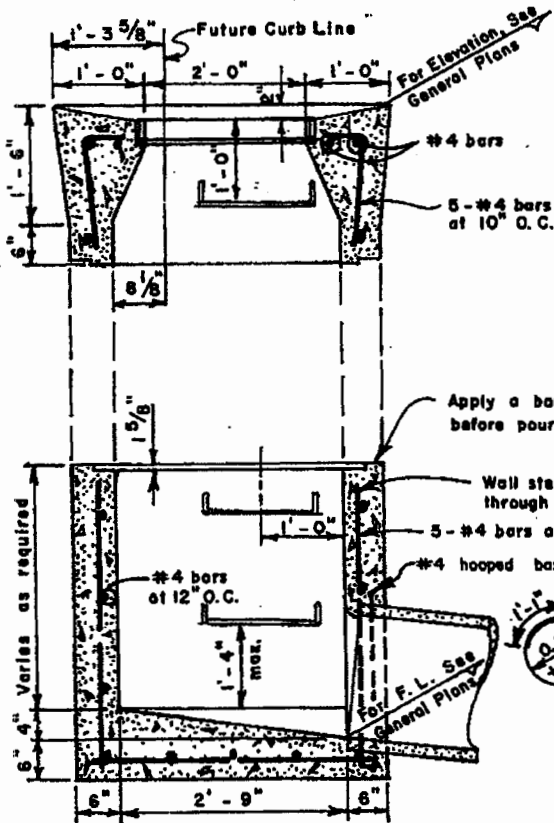 1'- 3 5/8"
Future Curb Line
For Elevation, See
General Plans
1'- 0"
2'- 0"
1'- 0"
2"
1'- 6"
6"
1'- 0"
#4 bars
5-#4 bars
at 10" O.C.
8 1/8"
1 5/8"
Apply a
before pour
Varies as required
Wall
through
1'- 0"
5-#4 bars
#4 bars
at 12" O.C.
#4 hooped
1'- 1"
1'- 4"
max.
For F. L. See
General Plans
4"
6"
6"
2'- 9"
6"